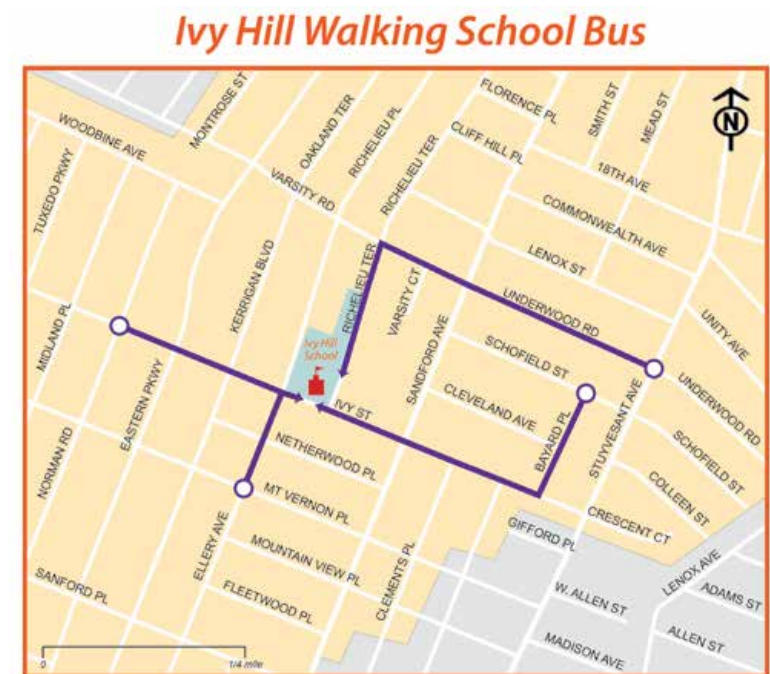 Ivy Hill Walking School Bus
FLORENCE PL
SMITH ST
MEAD ST
N
MONTROSE ST
WOODBINE AVE
OAKLAND TER
RICHELIEU PL
CLIFF HILL PL
18TH AVE
TUXEDO PKWY
VARSITY RD
RICHELIEU TER
COMMONWEALTH AVE
LENOX ST
KERRIGAN BLVD
RICHELIEU TER
VARSITY CT
UNDERWOOD RD
UNITY AVE
MIDLAND PL
Ivy Hill
School
SANDFORD AVE
SCHOFIELD ST
UNDERWOOD RD
EASTERN PKWY
IVY ST
CLEVELAND AVE
BAYARD PL
STUYVESANT AVE
SCHOFIELD ST
NORMAN RD
NETHERWOOD PL
COLLEEN ST
MT VERNON PL
GIFFORD PL
CRESCENT CT
ELLERY AVE
MOUNTAIN VIEW PL
CLEMENTS PL
LENOX AVE
SANFORD PL
FLEETWOOD PL
W. ALLEN ST
ADAMS ST
MADISON AVE
ALLEN ST
0
1/4 mile